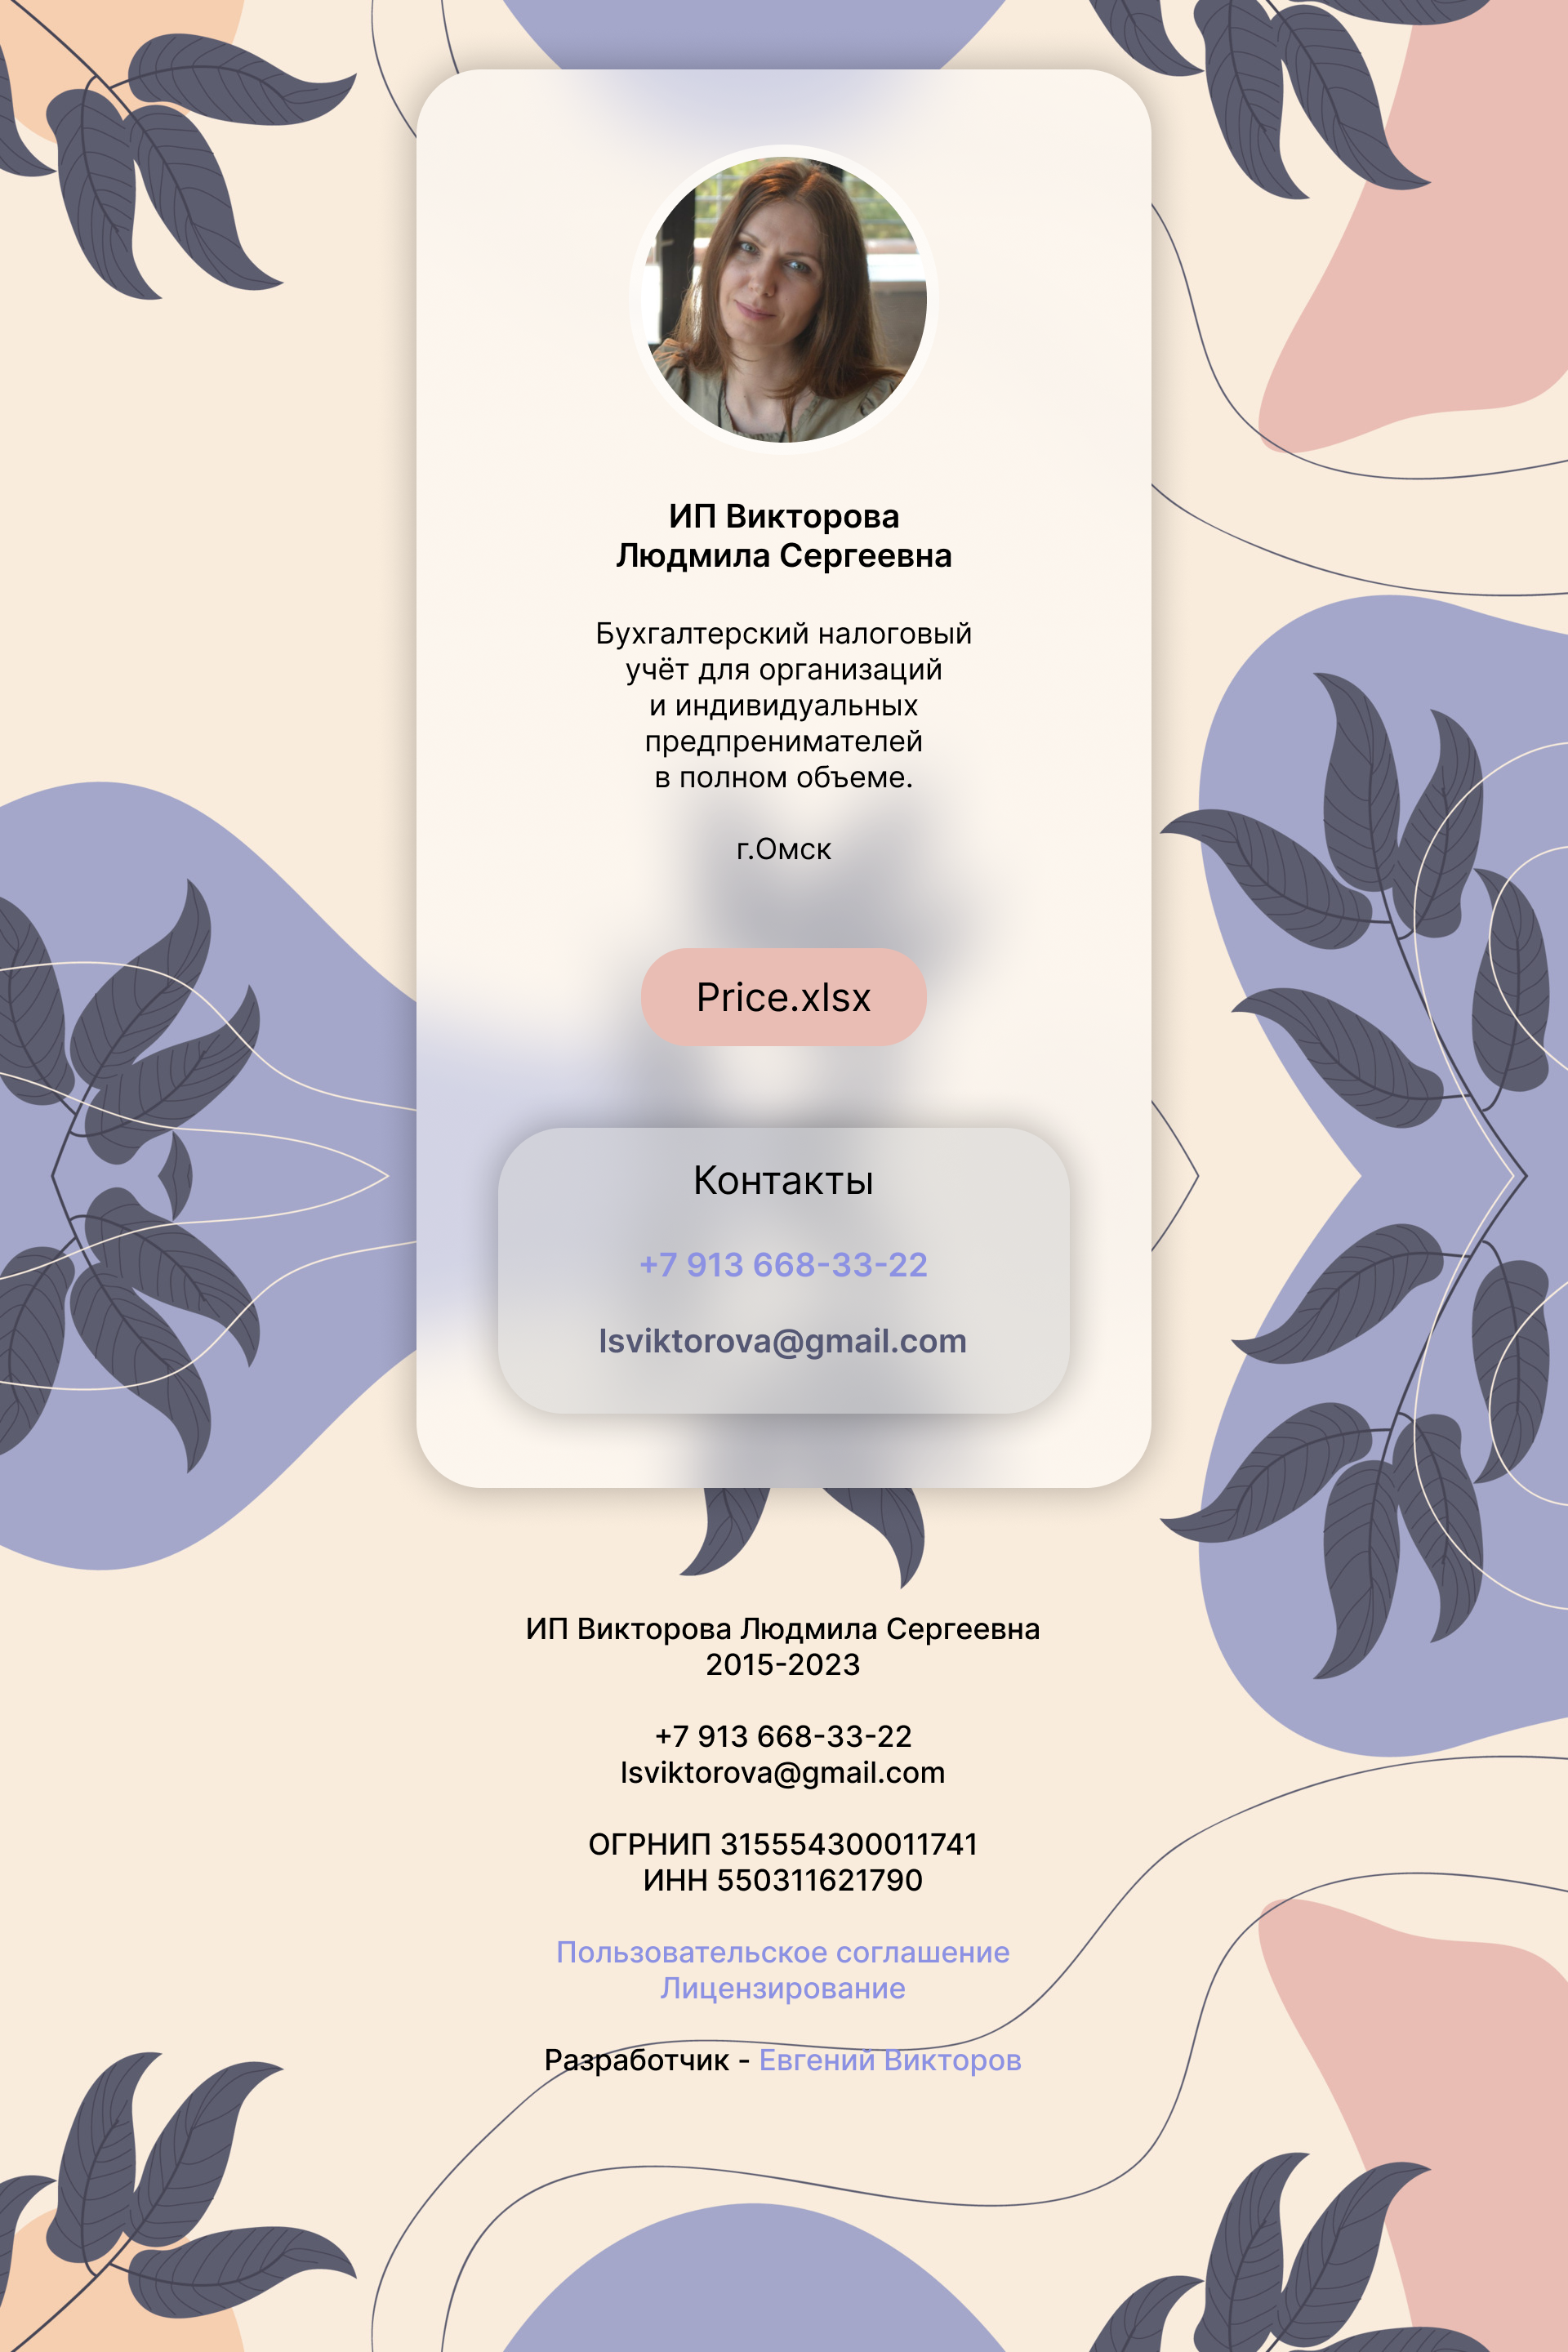 ИП Викторова
Людмила Сергеевна
Бухгалтерский налоговый
учёт для организаций
и индивидуальных
предпренимателей
в полном объеме.
г.Омск
Price.xlsx
Контакты
+7 913 668-33-22
lsviktorova@gmail.com
ИП Викторова Людмила Сергеевна
2015-2023
+7 913 668-33-22
lsviktorova@gmail.com
ОГРНИП 315554300011741
ИНН 550311621790
Пользовательское соглашение
Лицензирование
Разработчик - Евгений Викторов